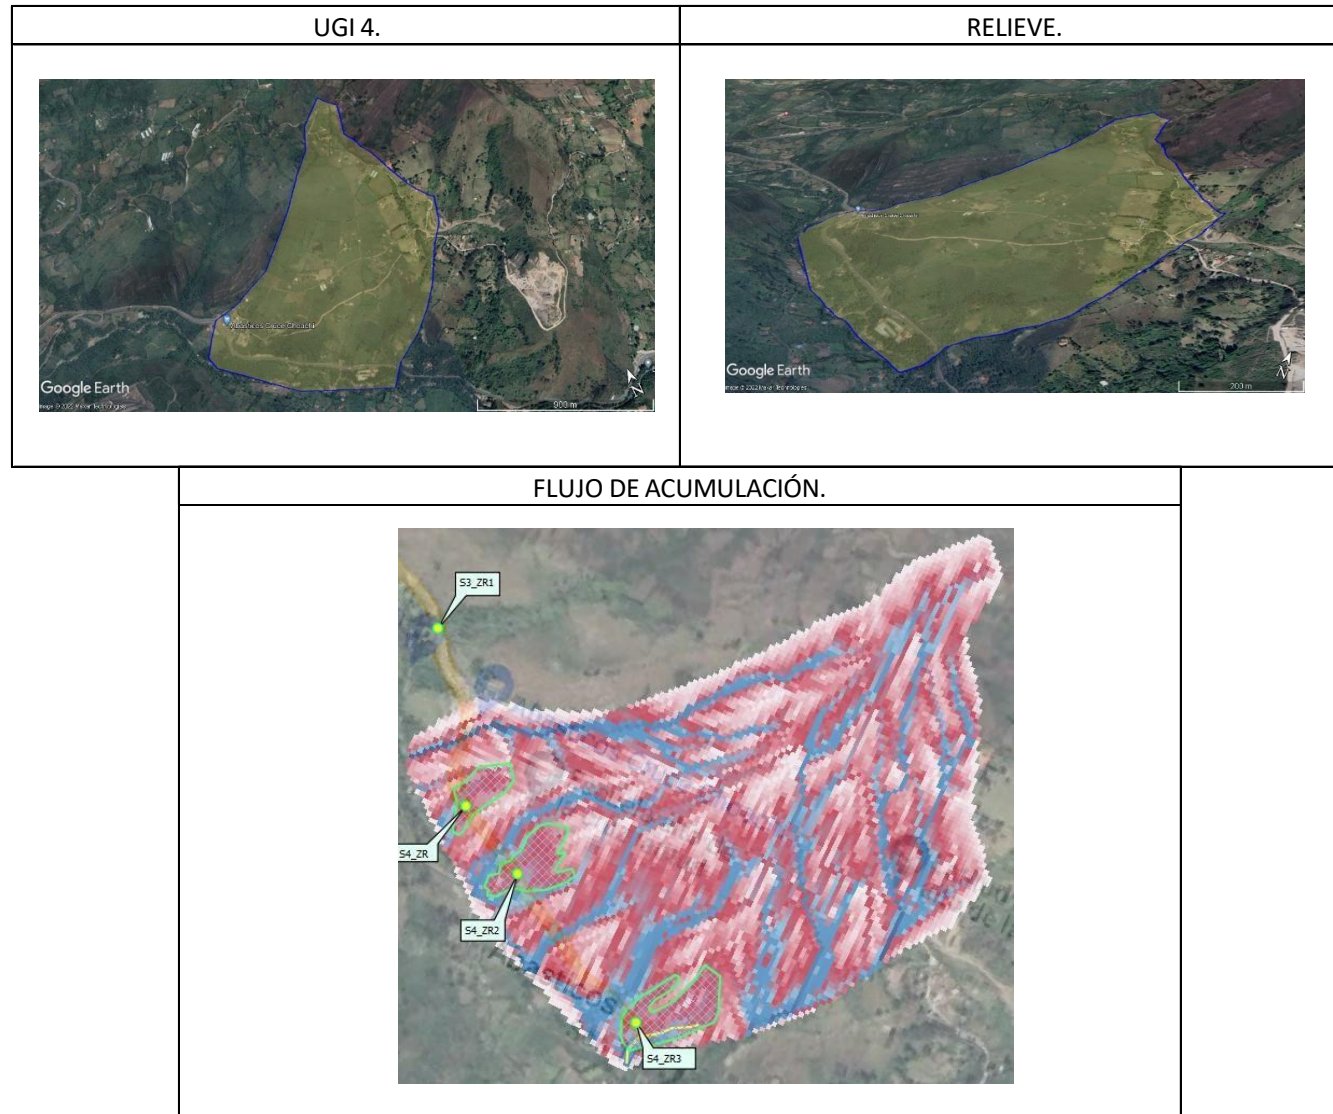 UGI 4.
RELIEVE.
Google Earth
900 m
N
Google Earth
200 m
N
FLUJO DE ACUMULACIÓN.
S3_ZR1
S4_ZR
S4_ZR2
S4_ZR3